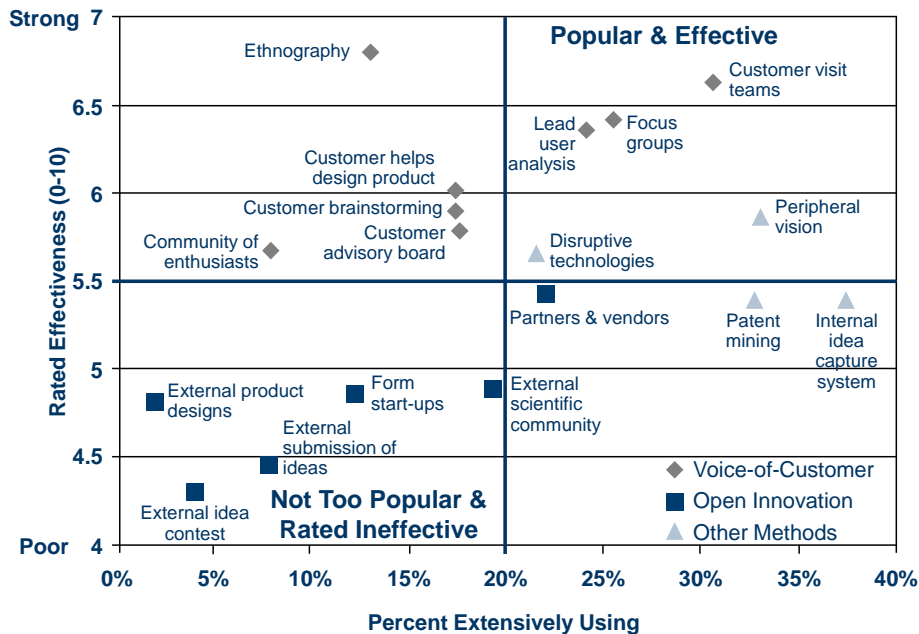 Strong 7
Ethnography
Popular & Effective
Customer visit
teams
6.5
Lead
user
analysis
Focus
groups
Customer helps
design product
6
Customer brainstorming
Customer
advisory board
Peripheral
vision
Community of
enthusiasts
Disruptive
technologies
5.5
Partners & vendors
Patent
mining
Internal
idea
capture
system
5
External product
designs
Form
start-ups
External
scientific
community
External
submission of
ideas
4.5
External idea
contest
Not Too Popular &
Rated Ineffective
Voice-of-Customer
Open Innovation
Other Methods
Poor 4
0% 5% 10% 15% 20% 25% 30% 35% 40%
Percent Extensively Using
Rated Effectiveness (0-10)